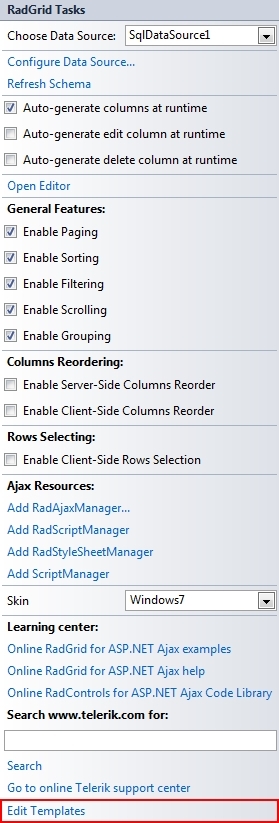 RadGrid Tasks
Choose Data Source: SqlDataSource1
Configure Data Source...
Refresh Schema
Auto-generate columns at runtime
Auto-generate edit column at runtime
Auto-generate delete column at runtime
Open Editor
General Features:
Enable Paging
Enable Sorting
Enable Filtering
Enable Scrolling
Enable Grouping
Columns Reordering:
Enable Server-Side Columns Reorder
Enable Client-Side Columns Reorder
Rows Selecting:
Enable Client-Side Rows Selection
Ajax Resources:
Add RadAjaxManager...
Add RadScriptManager
Add RadStyleSheetManager
Add ScriptManager
Skin Windows7
Learning center:
Online RadGrid for ASP.NET Ajax examples
Online RadGrid for ASP.NET Ajax help
Online RadControls for ASP.NET Ajax Code Library
Search www.telerik.com for:
Search
Go to online Telerik support center
Edit Templates